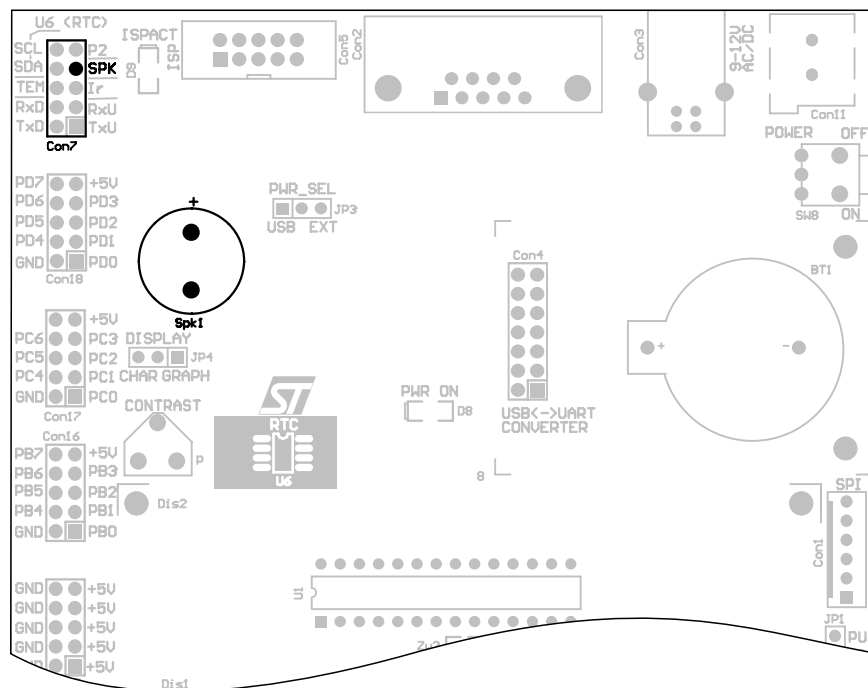 U6 (RTC)
SCL P2
SDA SPK
TEM Ir
RxD RxU
TxD TxU
Con7
ISPACT
D9
ISP
Con5
Con2
Con3
9-12V
AC/DC
Con11
POWER OFF
SW8 ON
PD7 +5V
PD6 PD3
PD5 PD2
PD4 PD1
GND PD0
Con18
+
Spk1
PWR_SEL
JP3
USB EXT
Con4
USB<->UART
CONVERTER
8
BT1
+ -
+5V
PC6 PC3
PC5 PC2
PC4 PC1
GND PC0
Con17
DISPLAY
JP4
CHAR GRAPH
CONTRAST
P
ST
RTC
U6
PWR ON
D8
Con16
PB7 +5V
PB6 PB3
PB5 PB2
PB4 PB1
GND PB0
Dis2
SPI
Con1
JP1
PU
U1
GND +5V
GND +5V
GND +5V
GND +5V
+5V
Dis1